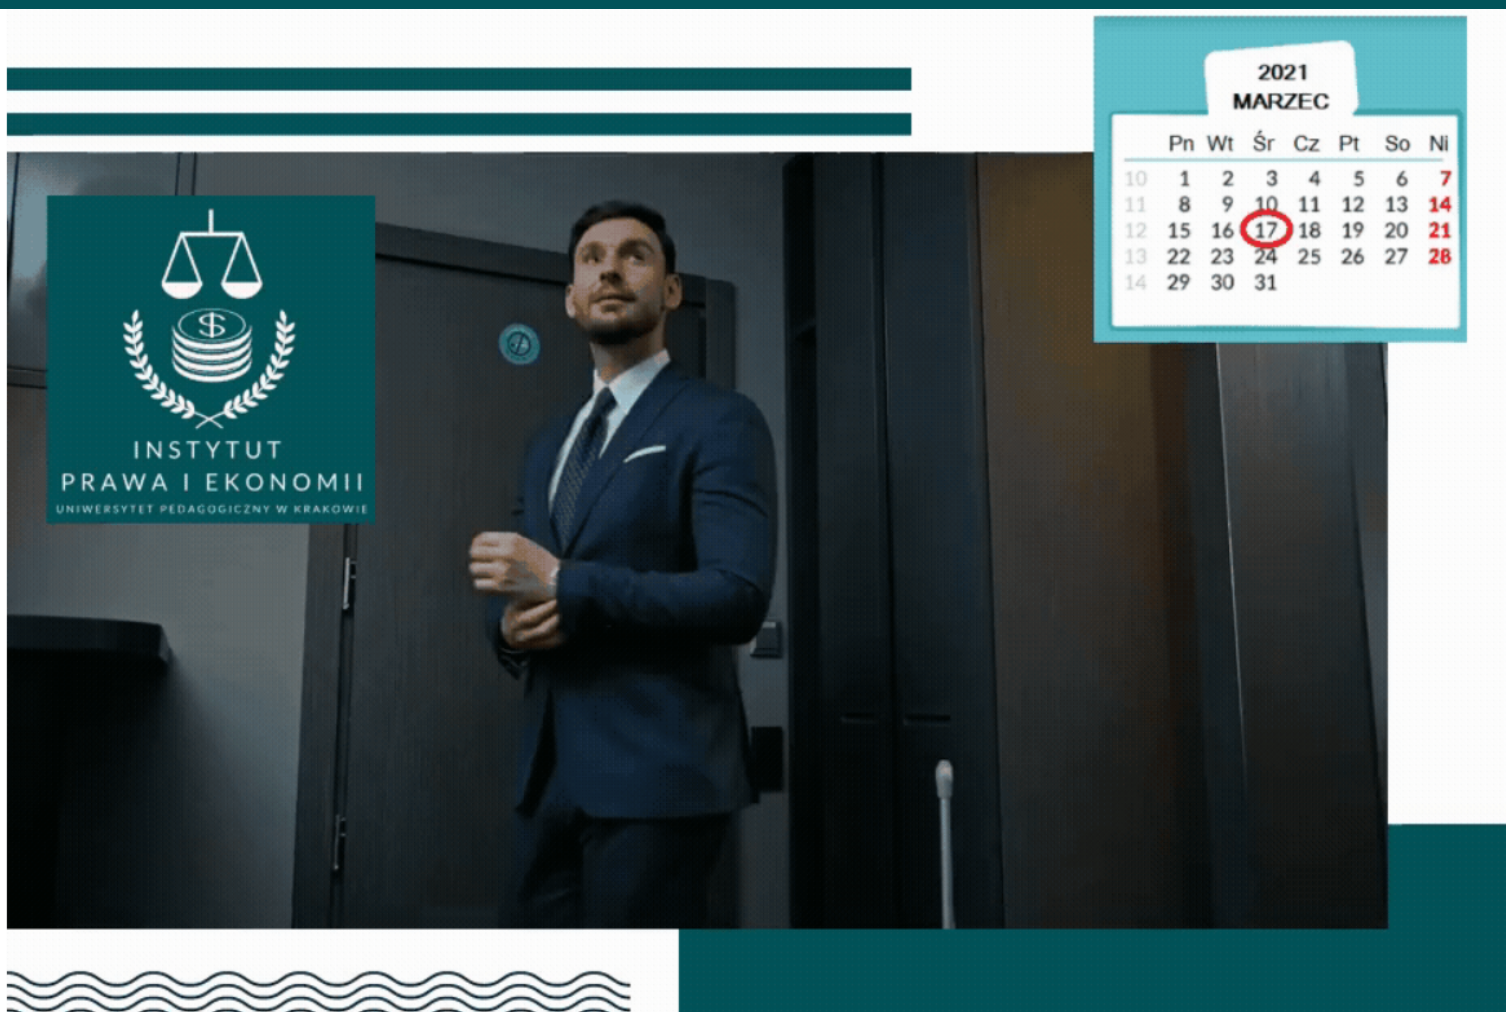 INSTYTUT
PRAWA I EKONOMII
UNIWERSYTET PEDAGOGICZNY W KRAKOWIE
2021
MARZEC
Pn Wt Śr Cz Pt So Ni
10 1 2 3 4 5 6 7
11 8 9 10 11 12 13 14
12 15 16 17 18 19 20 21
13 22 23 24 25 26 27 28
14 29 30 31